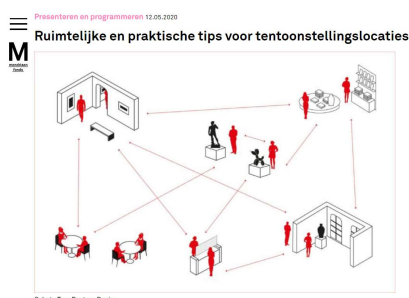 Presenteren en programmeren 12.05.2020
Ruimtelijke en praktische tips voor tentoonstellingslocaties
M
mondriaan
fonds